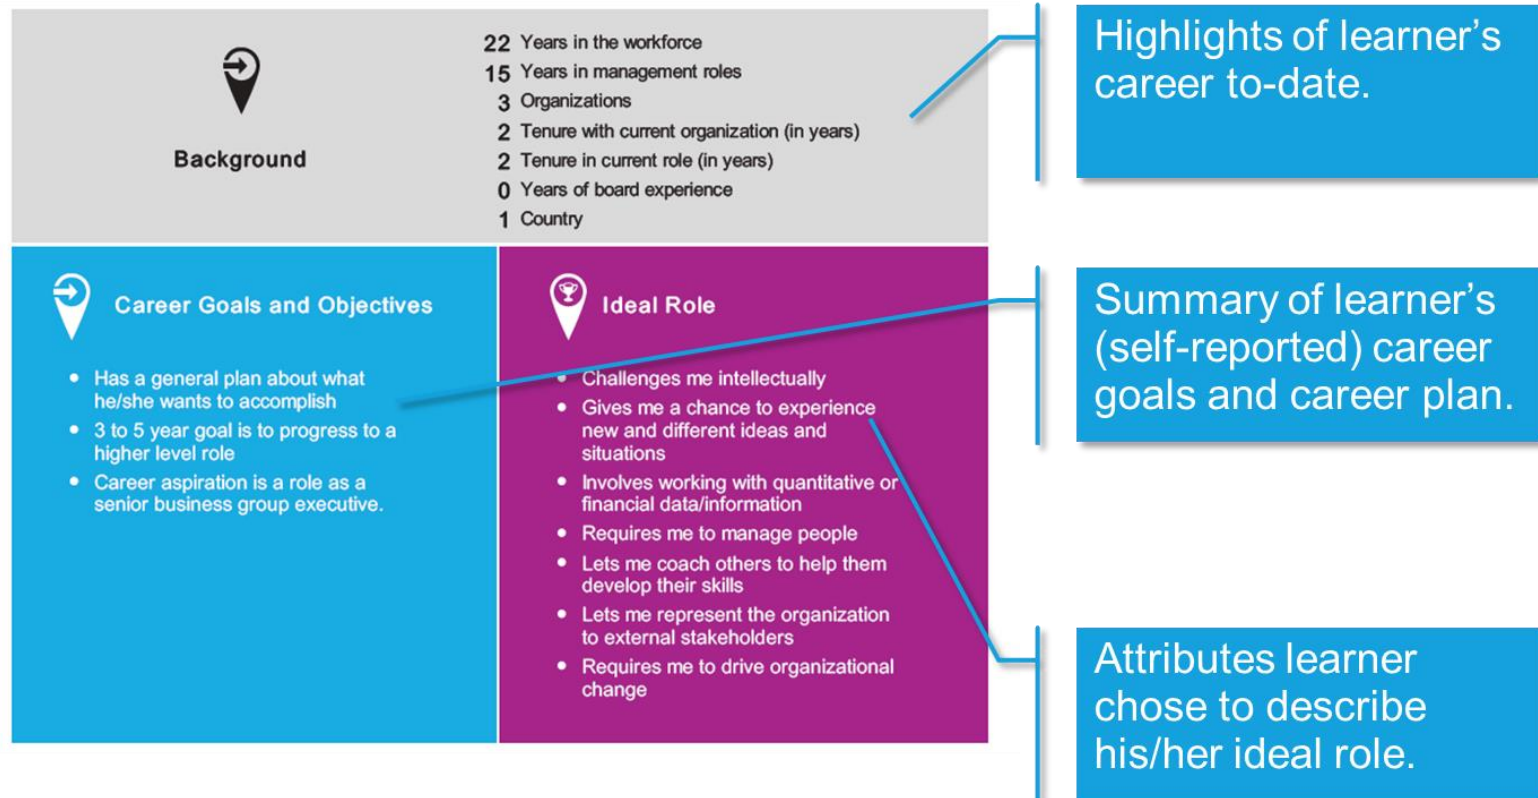 Background
22 Years in the workforce
15 Years in management roles
3 Organizations
2 Tenure with current organization (in years)
2 Tenure in current role (in years)
0 Years of board experience
1 Country
Highlights of learner's
career to-date.
Career Goals and Objectives
• Has a general plan about what
he/she wants to accomplish
• 3 to 5 year goal is to progress to a
higher level role
• Career aspiration is a role as a
senior business group executive.
Ideal Role
• Challenges me intellectually
• Gives me a chance to experience
new and different ideas and
situations
• Involves working with quantitative or
financial data/information
• Requires me to manage people
• Lets me coach others to help them
develop their skills
• Lets me represent the organization
to external stakeholders
• Requires me to drive organizational
change
Summary of learner's
(self-reported) career
goals and career plan.
Attributes learner
chose to describe
his/her ideal role.